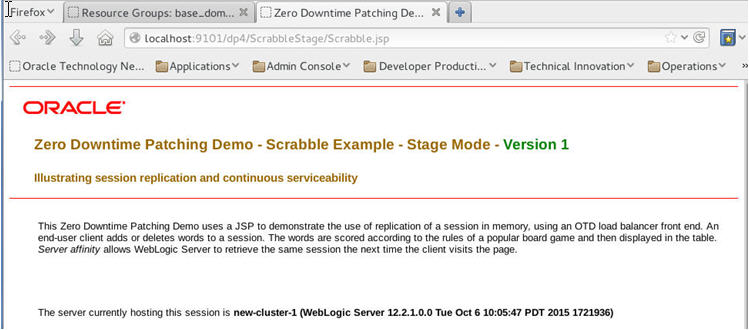 Firefox
Resource Groups: base_dom...
Zero Downtime Patching De...
localhost:9101/dp4/ScrabbleStage/Scrabble.jsp
Oracle Technology Ne... Applications Admin Console Developer Producti... Technical Innovation Operations »
ORACLE
Zero Downtime Patching Demo - Scrabble Example - Stage Mode - Version 1
Illustrating session replication and continuous serviceability
This Zero Downtime Patching Demo uses a JSP to demonstrate the use of replication of a session in memory, using an OTD load balancer front end. An
end-user client adds or deletes words to a session. The words are scored according to the rules of a popular board game and then displayed in the table.
Server affinity allows WebLogic Server to retrieve the same session the next time the client visits the page.
The server currently hosting this session is new-cluster-1 (WebLogic Server 12.2.1.0.0 Tue Oct 6 10:05:47 PDT 2015 1721936)